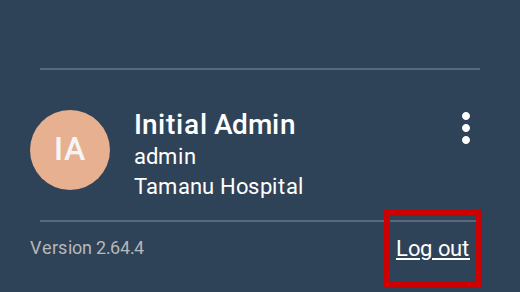 IA
Initial Admin
admin
Tamanu Hospital
Version 2.64.4
Log out